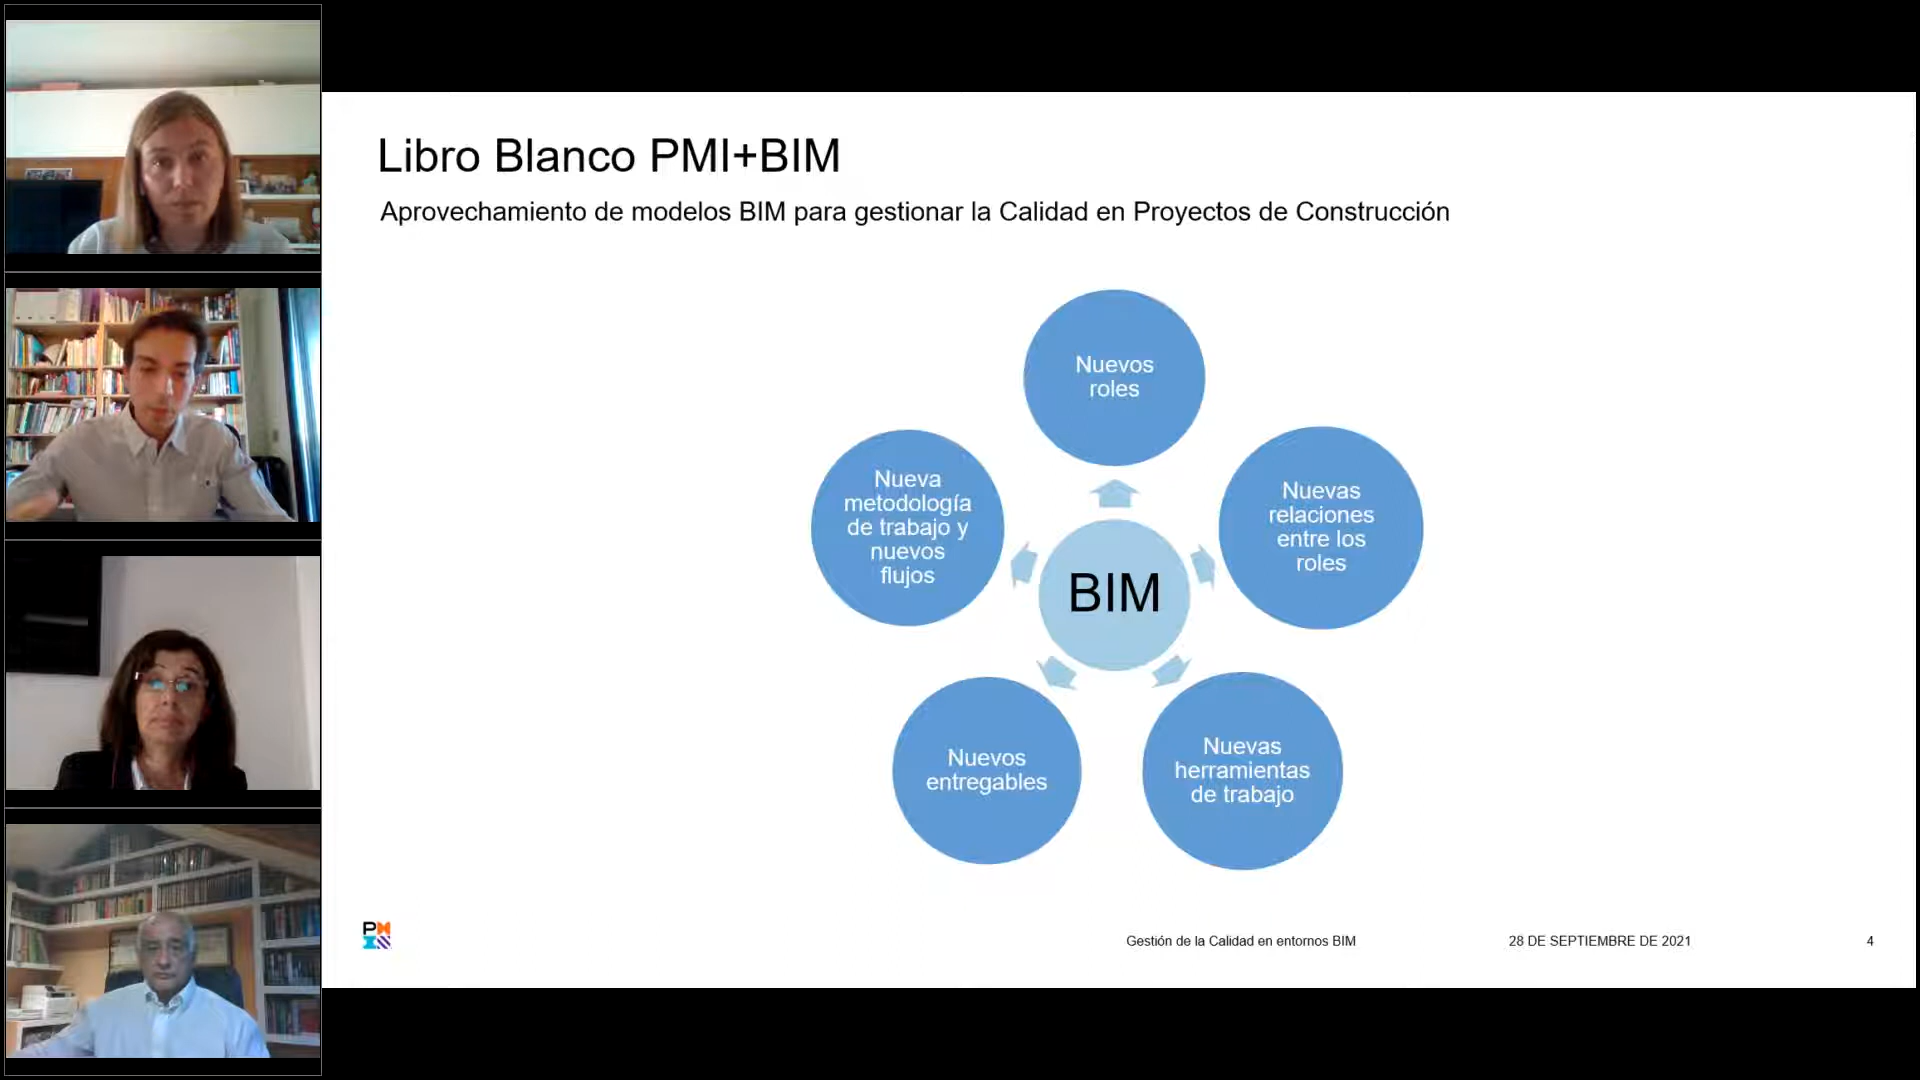 Libro Blanco PMI+BIM
Aprovechamiento de modelos BIM para gestionar la Calidad en Proyectos de Construcción
Nuevos
roles
Nuevas
relaciones
entre los
roles
Nuevas
herramientas
de trabajo
Nuevos
entregables
Nueva
metodología
de trabajo y
nuevos
flujos
BIM
Gestión de la Calidad en entornos BIM
28 DE SEPTIEMBRE DE 2021
4